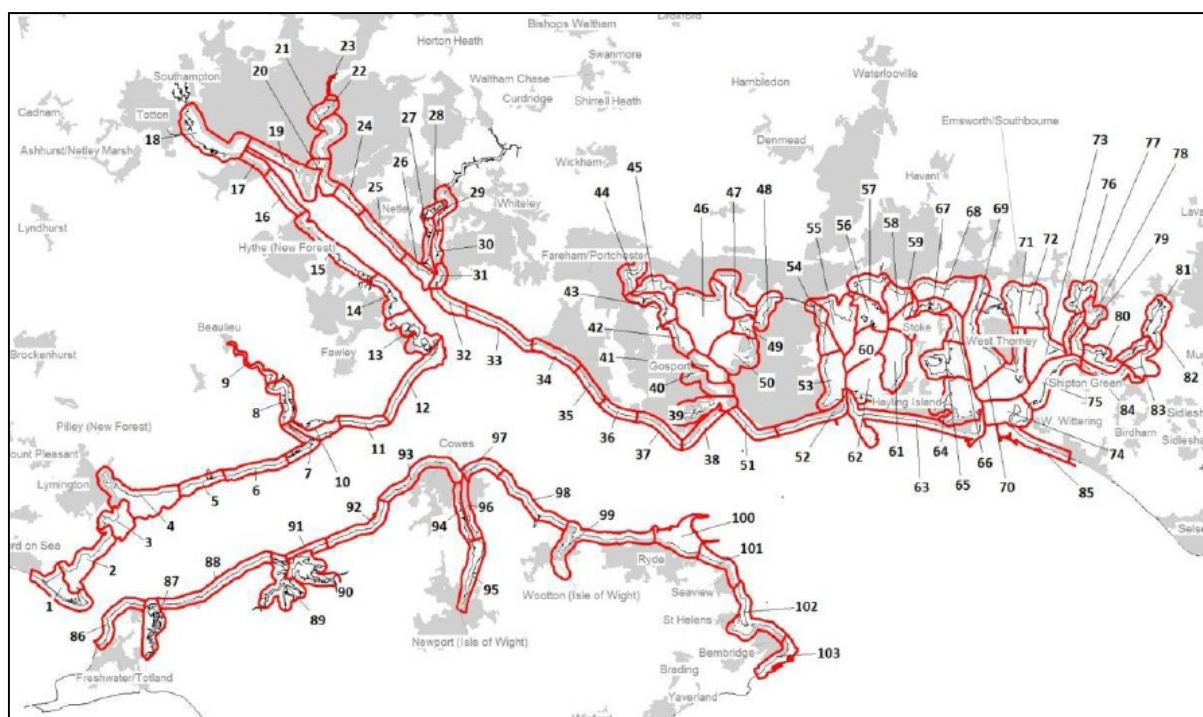 Bishops Waltham
Droxford
Horton Heath
Swanmore
23
21
22
20
Southampton
Waltham Chase
Hambledon
Waterlooville
Curdridge
Shirrell Heath
Cadnam
Totton
27
28
24
19
18
Emsworth/Southbourne
73
77
78
Ashhurst/Netley Marsh
26
Denmead
76
Wickham
45
57
Havant
79
25
29
44
47
48
56
67
68
69
17
Netley
Whiteley
46
58
71
72
Lyndhurst
16
30
55
59
81
Hythe (New Forest)
Fareham/Portchester
54
31
15
43
80
14
42
Stoke
Beaulieu
49
West Thorney
32
33
Brockenhurst
13
Fawley
41
60
82
9
34
Gosport
50
53
Shipton Green
40
8
12
35
Hayling Island
75
84
83
39
W. Wittering
Birdham
Pilley (New Forest)
36
Mount Pleasant
11
37
38
51
52
62
61
64
74
97
63
65
66
70
85
Cowes
10
93
7
Lymington
6
5
98
4
92
99
94
96
3
100
91
88
101
Ryde
2
87
Seaview
Wootton (Isle of Wight)
90
95
1
102
89
St Helens
86
Newport (Isle of Wight)
Bembridge
103
Brading
Freshwater/Totland
Yaverland